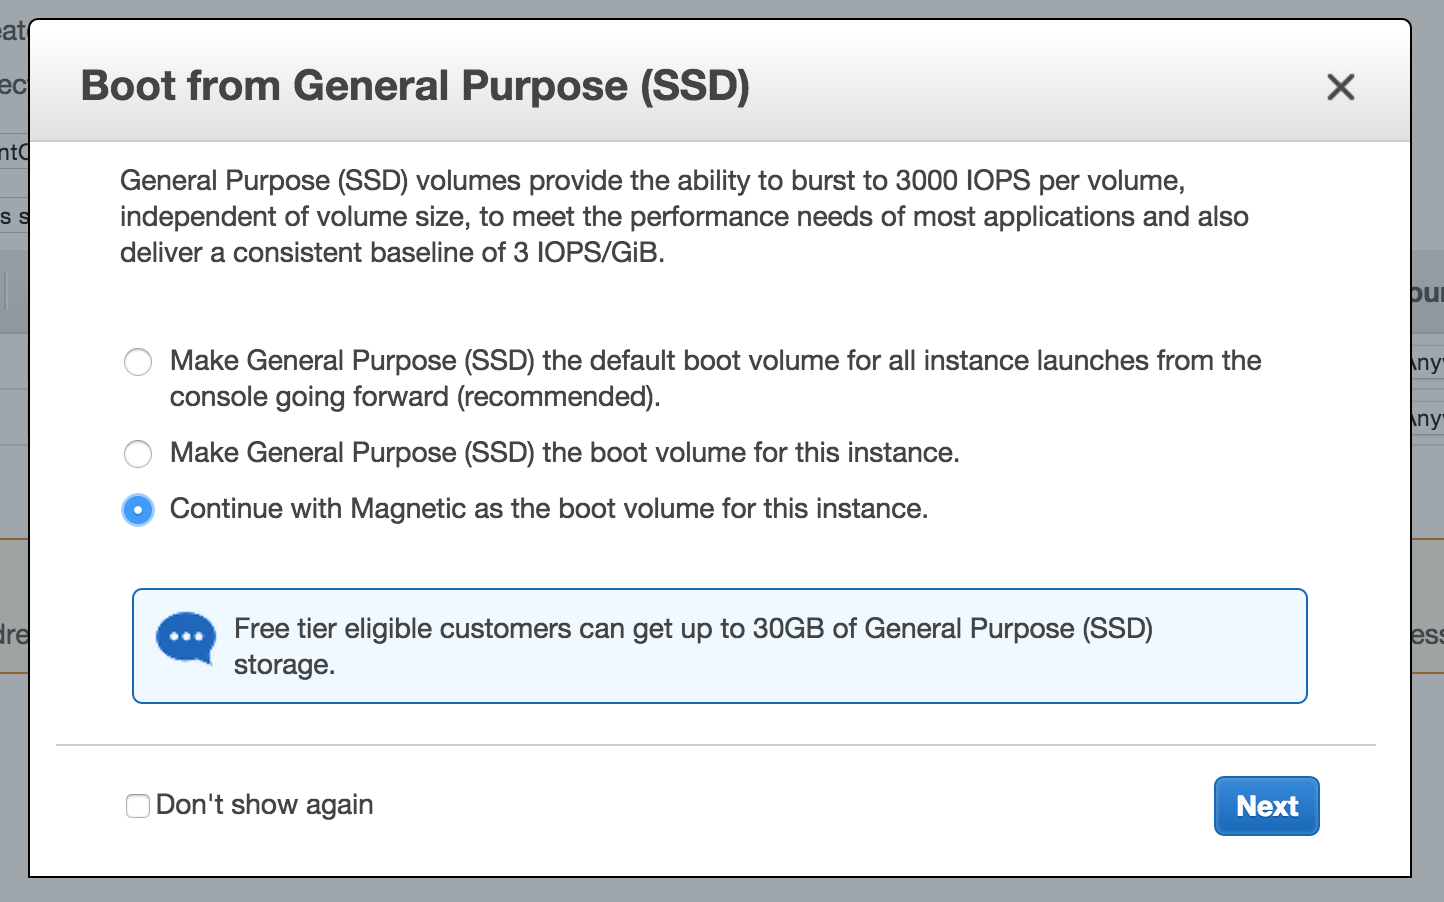 Boot from General Purpose (SSD)
General Purpose (SSD) volumes provide the ability to burst to 3000 IOPS per volume,
independent of volume size, to meet the performance needs of most applications and also
deliver a consistent baseline of 3 IOPS/GiB.
Make General Purpose (SSD) the default boot volume for all instance launches from the
console going forward (recommended).
Make General Purpose (SSD) the boot volume for this instance.
Continue with Magnetic as the boot volume for this instance.
Free tier eligible customers can get up to 30GB of General Purpose (SSD)
storage.
Don't show again
Next